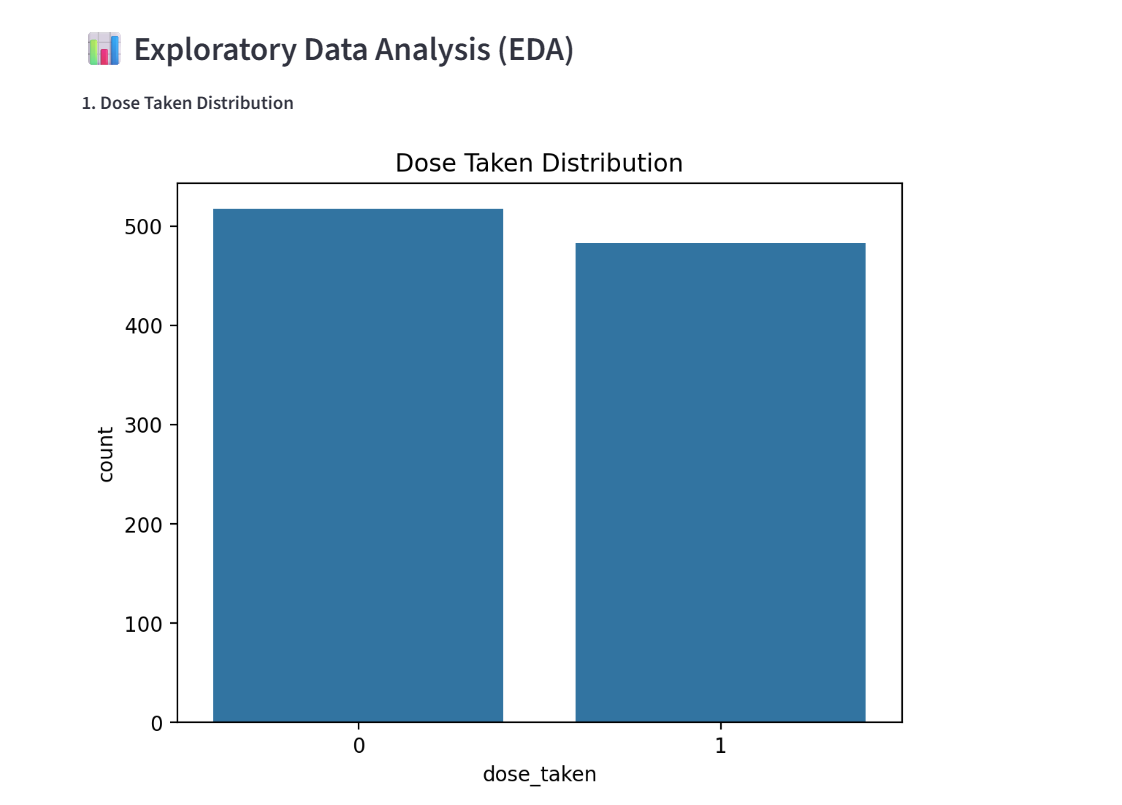 Exploratory Data Analysis (EDA)
1. Dose Taken Distribution
Dose Taken Distribution
500
400
300
200
100
0
count
0 1
dose_taken